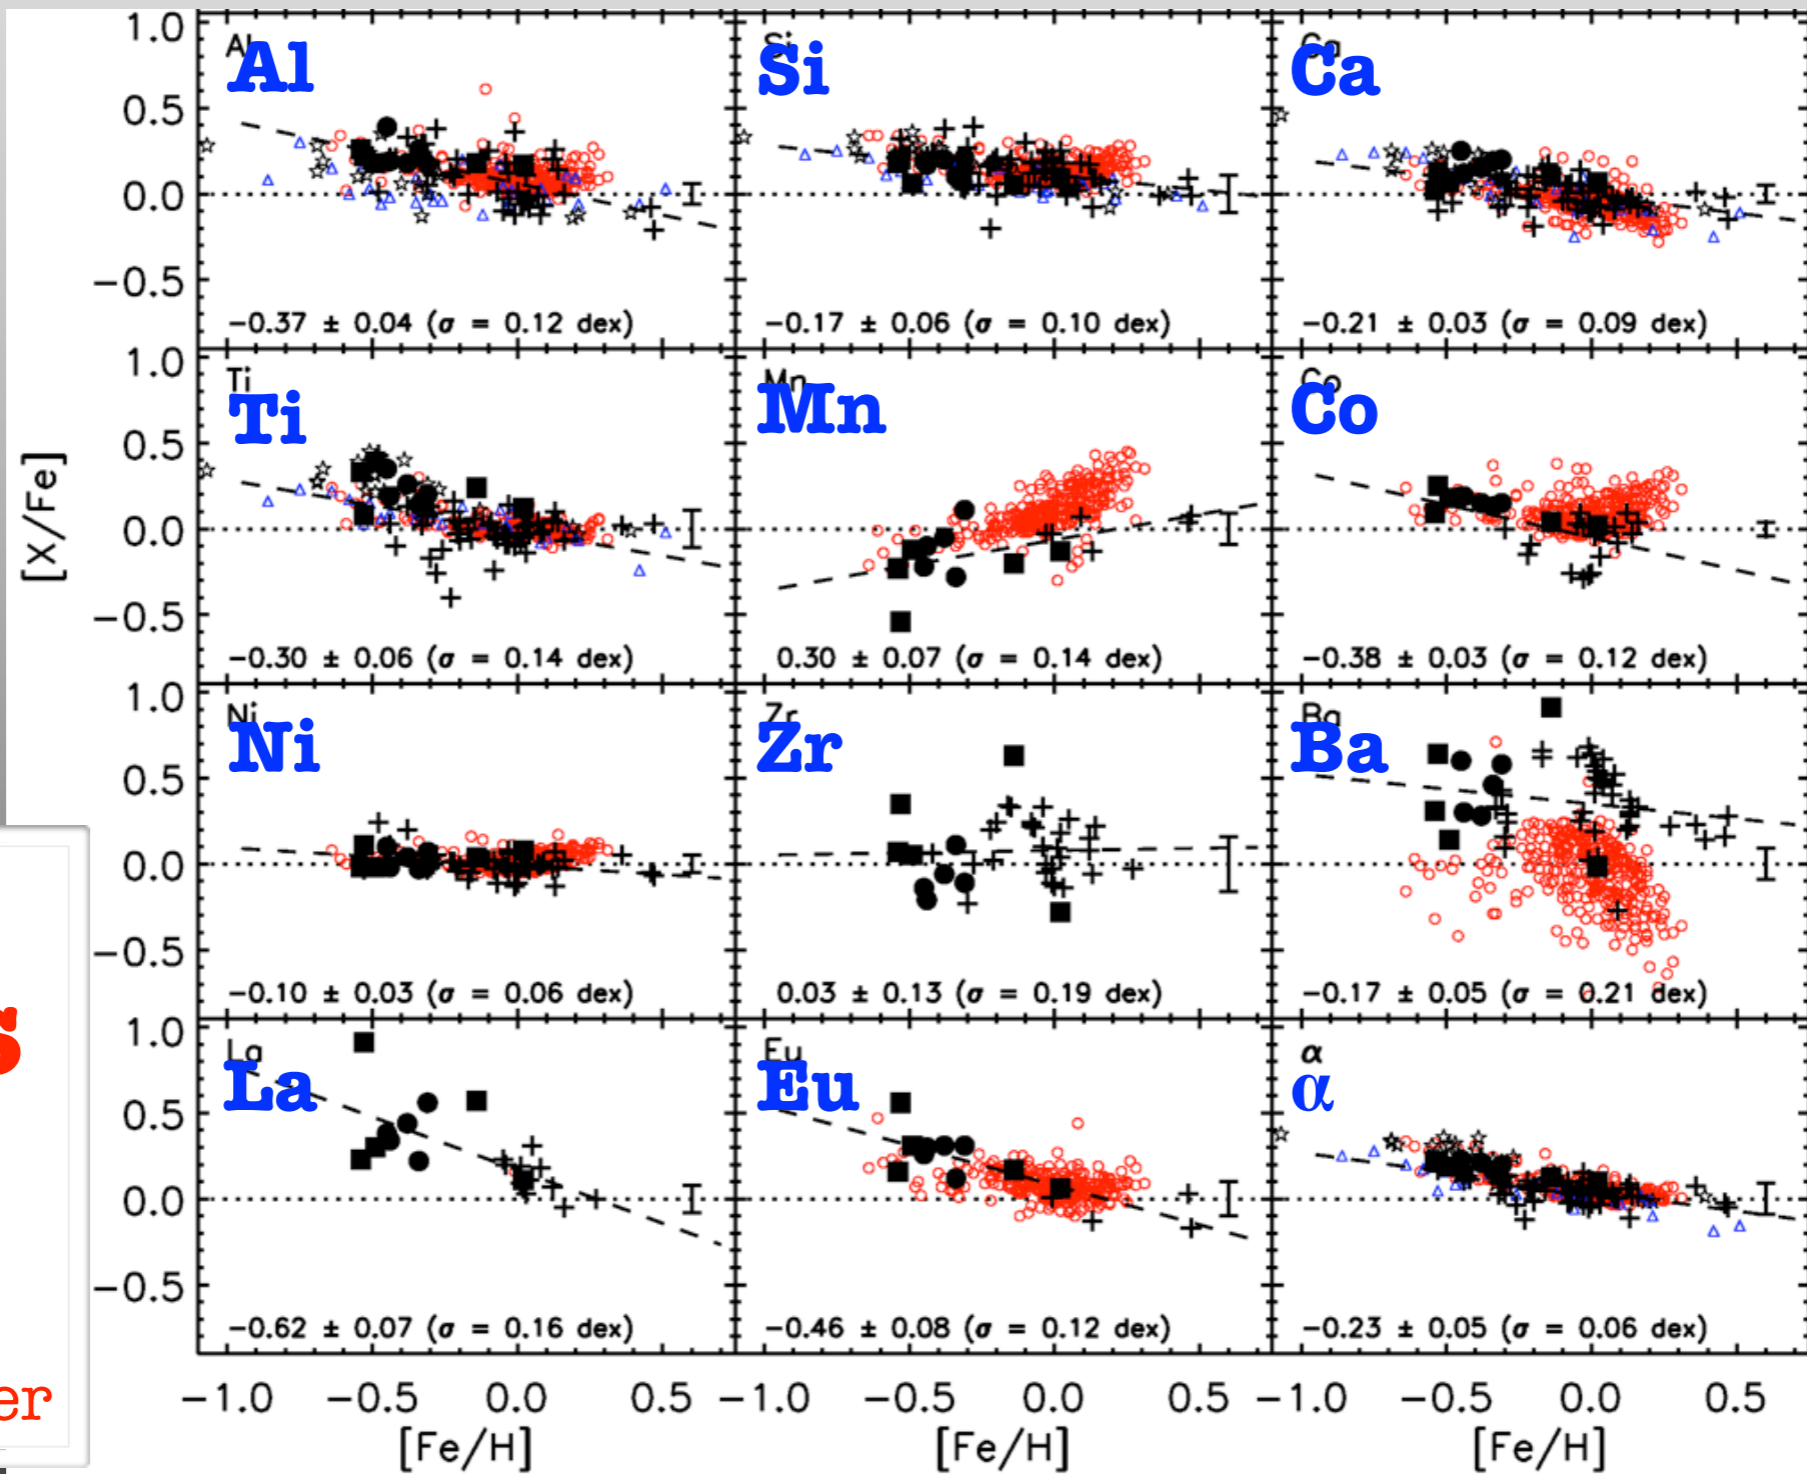 1.0
0.5
0.0
−0.5
Al
Al
−0.37 ± 0.04 (σ = 0.12 dex)
Si
Si
−0.17 ± 0.06 (σ = 0.10 dex)
Ca
Ca
−0.21 ± 0.03 (σ = 0.09 dex)
1.0
0.5
0.0
−0.5
Ti
Ti
−0.30 ± 0.06 (σ = 0.14 dex)
Mn
Mn
0.30 ± 0.07 (σ = 0.14 dex)
Co
Co
−0.38 ± 0.03 (σ = 0.12 dex)
[X/Fe]
1.0
0.5
0.0
−0.5
Ni
Ni
−0.10 ± 0.03 (σ = 0.06 dex)
Zr
Zr
0.03 ± 0.13 (σ = 0.19 dex)
Ba
Ba
−0.17 ± 0.05 (σ = 0.21 dex)
1.0
0.5
0.0
−0.5
La
La
−0.62 ± 0.07 (σ = 0.16 dex)
Eu
Eu
−0.46 ± 0.08 (σ = 0.12 dex)
α
α
−0.23 ± 0.05 (σ = 0.06 dex)
−1.0 −0.5 0.0 0.5 −1.0 −0.5 0.0 0.5 −1.0 −0.5 0.0 0.5
[Fe/H] [Fe/H] [Fe/H]
s
er